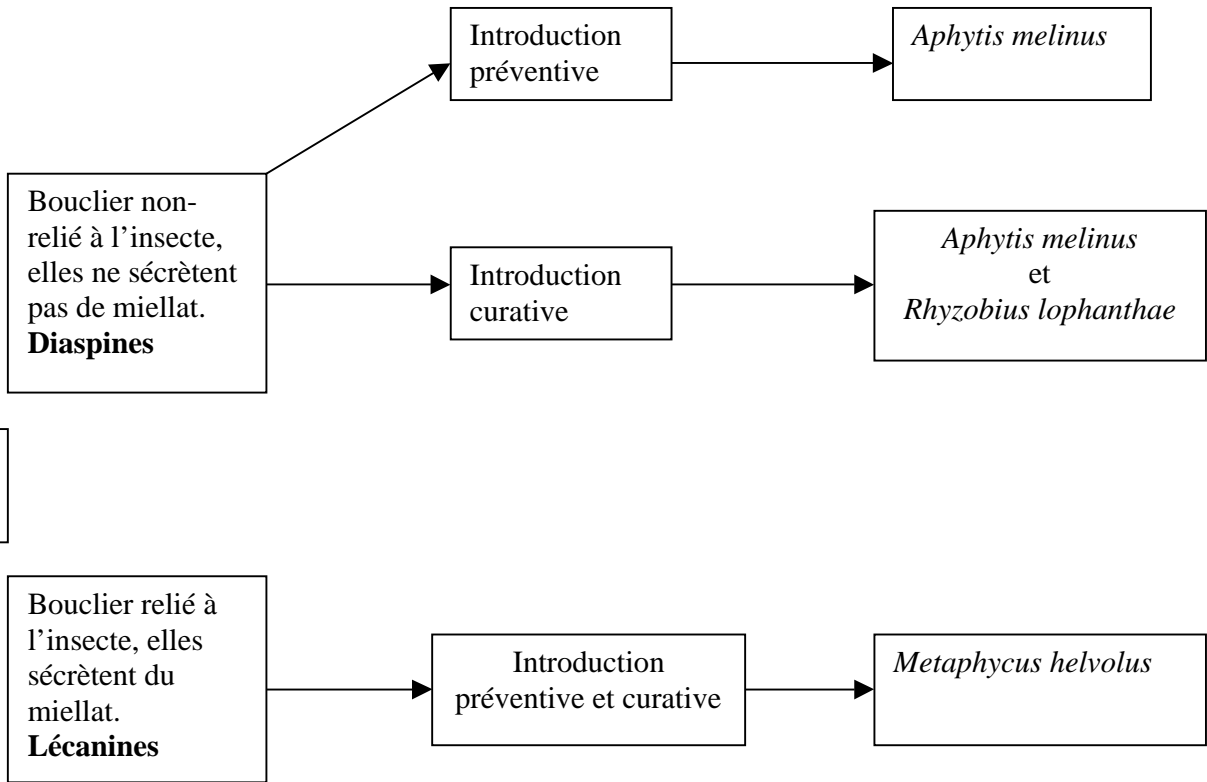 Introduction
préventive
Aphytis melinus
Bouclier non-
relié à l’insecte,
elles ne sécrètent
pas de miellat.
Diaspines
Introduction
curative
Aphytis melinus
et
Rhyzobius lophanthae
Bouclier relié à
l’insecte, elles
sécrètent du
miellat.
Lécanines
Introduction
préventive et curative
Metaphycus helvolus